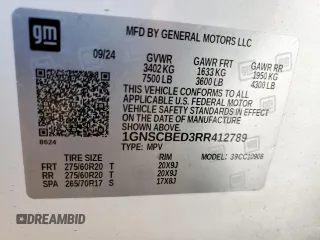 gm
MFD BY GENERAL MOTORS LLC
09/24 GVWR GAWR FRT GAWR RR
3402 KG 1633 KG 1950 KG
7500 LB 3600 LB 4300 LB
THIS VEHICLE CONFORMS TO ALL
APPLICABLE U.S. FEDERAL MOTOR
VEHICLE SAFETY STANDARDS IN
EFFECT ON THE DATE OF
MANUFACTURE SHOWN ABOVE.
1GNSCBED3RR412789
0624 TYPE: MPV MODEL:
TIRE SIZE RIM
FRT 275/60R20 T 20X9J
RR 275/60R20 T 20X9J
SPA 265/70R17 S 17X8J
DREAMBID